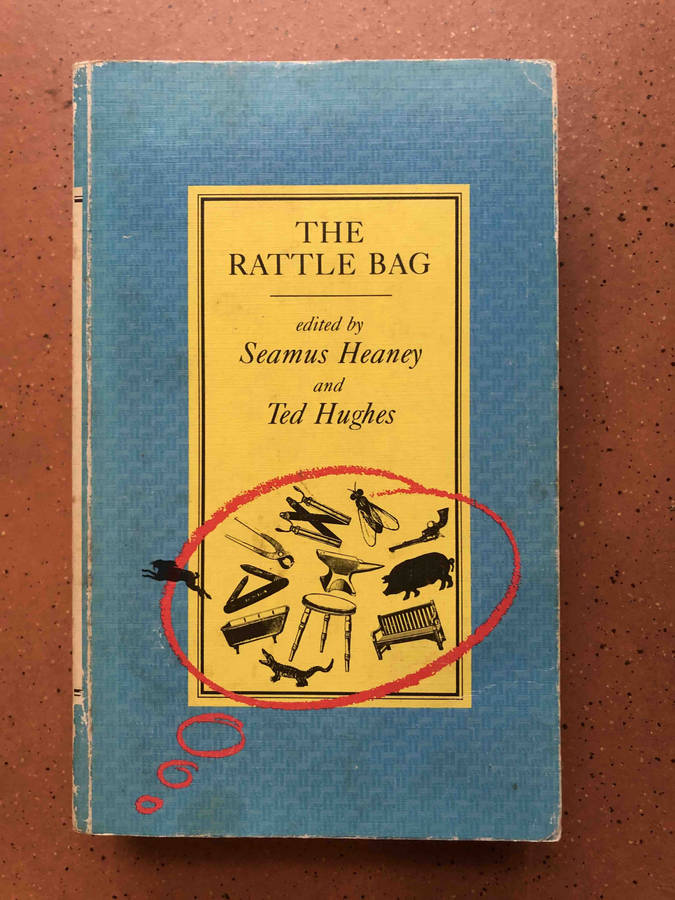 THE
RATTLE BAG
edited by
Seamus Heaney
and
Ted Hughes